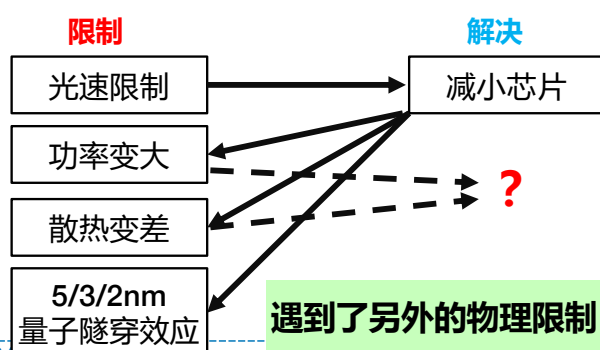 限制
解决
光速限制
减小芯片
功率变大
?
散热变差
5/3/2nm
量子隧穿效应
遇到了另外的物理限制